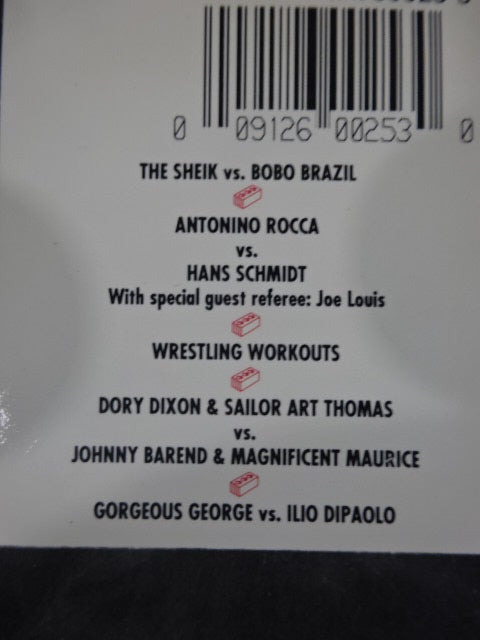 0 09126 00253 0
THE SHEIK vs. BOBO BRAZIL
ANTONINO ROCCA
vs.
HANS SCHMIDT
With special guest referee: Joe Louis
WRESTLING WORKOUTS
DORY DIXON & SAILOR ART THOMAS
vs.
JOHNNY BAREND & MAGNIFICENT MAURICE
GORGEOUS GEORGE vs. ILIO DIPAOLO